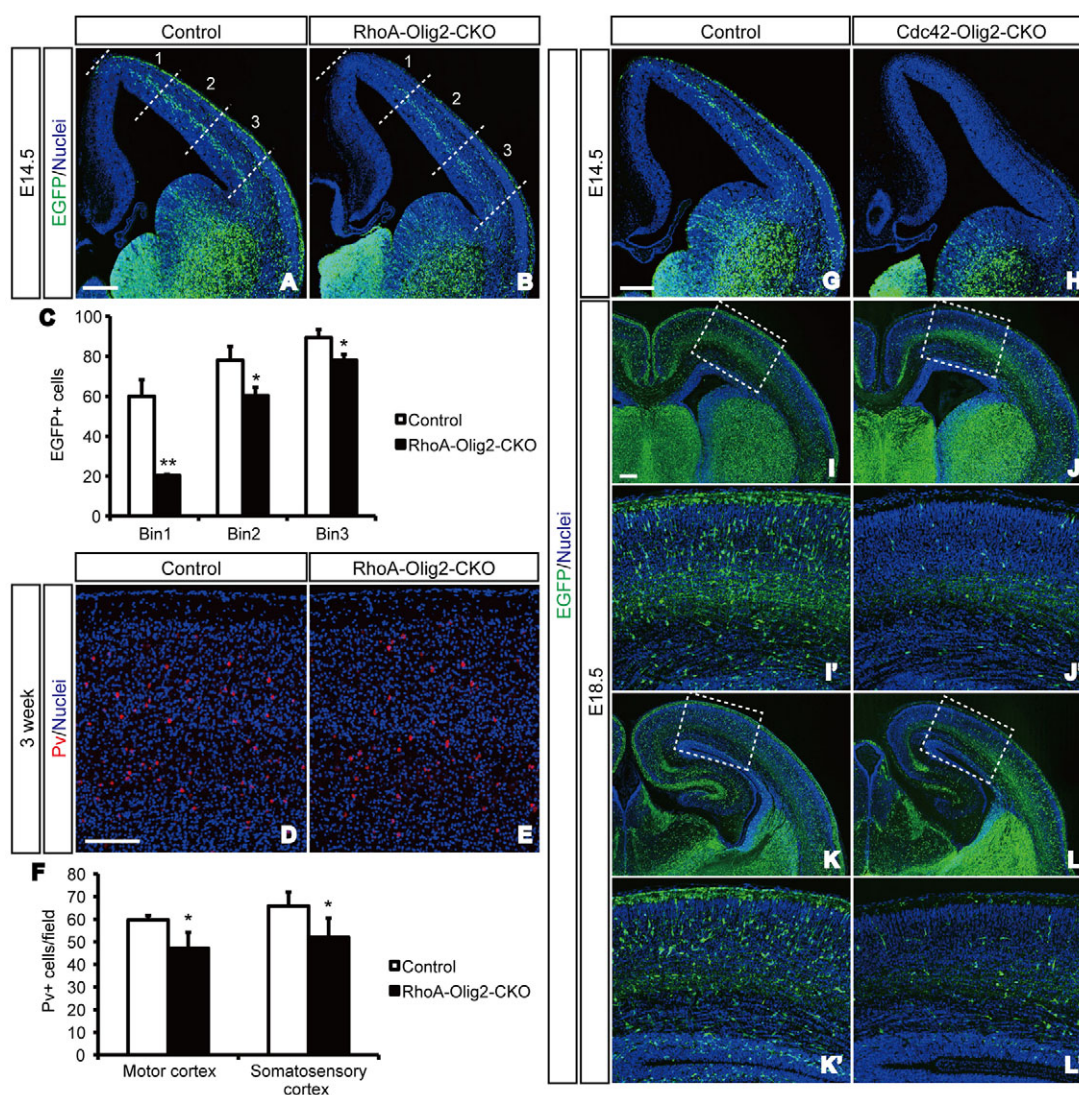 Control
RhoA-Olig2-CKO
E14.5
EGFP/Nuclei
1
2
3
A
1
2
3
B
C
100
80
60
40
20
0
EGFP+ cells
**
*
*
Bin1
Bin2
Bin3
Control
RhoA-Olig2-CKO
Control
RhoA-Olig2-CKO
3 week
Pv/Nuclei
D
E
F
80
70
60
50
40
30
20
10
0
Pv+ cells/field
*
*
Motor cortex
Somatosensory
cortex
Control
RhoA-Olig2-CKO
Control
Cdc42-Olig2-CKO
EGFP/Nuclei
E14.5
G
H
E18.5
I
J
I'
J'
K
L
K'
L'